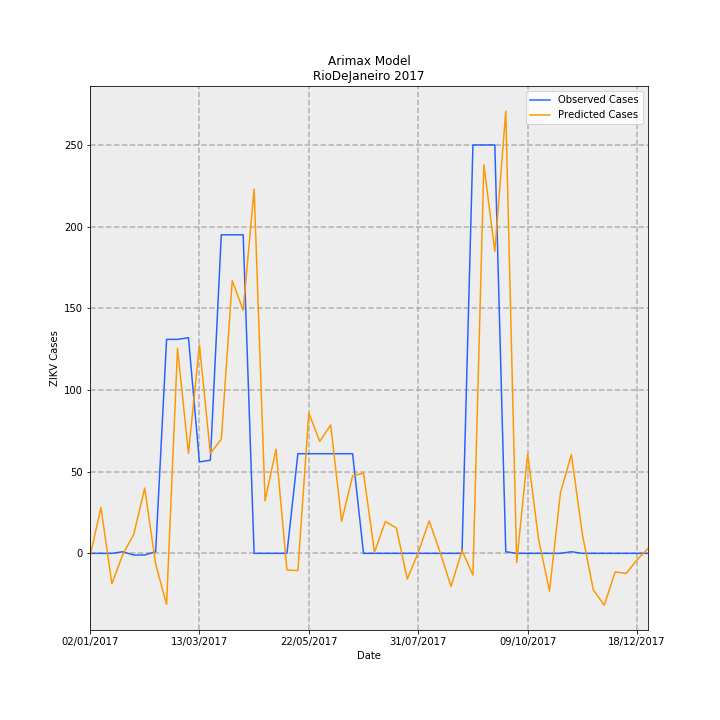 Arimax Model
RioDeJaneiro 2017
Observed Cases
Predicted Cases
ZIKV Cases
250
200
150
100
50
0
02/01/2017 13/03/2017 22/05/2017 31/07/2017 09/10/2017 18/12/2017
Date